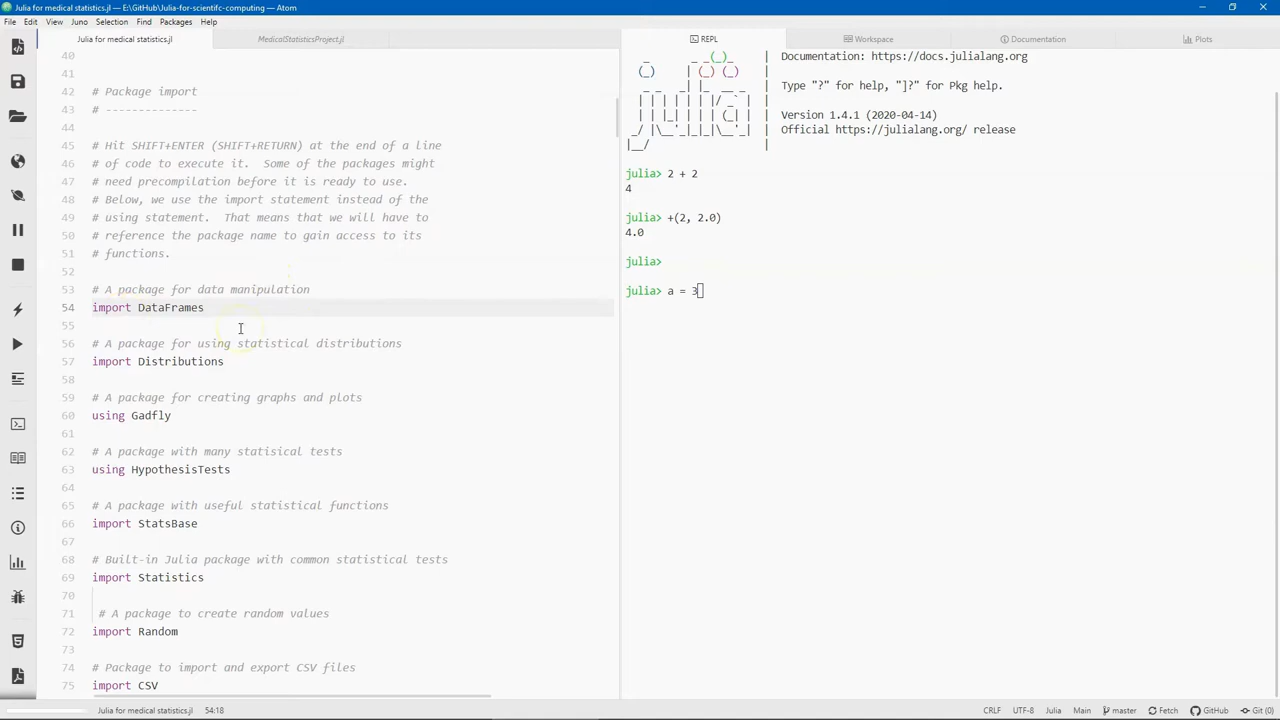 Julia for medical statistics.jl — E:\GitHub\Julia-for-scientifc-computing — Atom
File Edit View Juno Selection Find Packages Help
Julia for medical statistics.jl
MedicalStatisticsProject.jl
40
41
42 # Package import
43 # --------------
44
45 # Hit SHIFT+ENTER (SHIFT+RETURN) at the end of a line
46 # of code to execute it.  Some of the packages might
47 # need precompilation before it is ready to use.
48 # Below, we use the import statement instead of the
49 # using statement.  That means that we will have to
50 # reference the package name to gain access to its
51 # functions.
52
53 # A package for data manipulation
54 import DataFrames
55
56 # A package for using statistical distributions
57 import Distributions
58
59 # A package for creating graphs and plots
60 using Gadfly
61
62 # A package with many statisical tests
63 using HypothesisTests
64
65 # A package with useful statistical functions
66 import StatsBase
67
68 # Built-in Julia package with common statistical tests
69 import Statistics
70
71 # A package to create random values
72 import Random
73
74 # Package to import and export CSV files
75 import CSV
REPL Workspace Documentation Plots
               _
   _       _ _(_)_     |  Documentation: https://docs.julialang.org
  (_)     | (_) (_)    |
   _ _   _| |_  __ _   |  Type "?" for help, "]?" for Pkg help.
  | | | | | | |/ _` |  |
  | | |_| | | | (_| |  |  Version 1.4.1 (2020-04-14)
 _/ |\__'_|_|_|\__'_|  |  Official https://julialang.org/ release
|__/                   |
julia> 2 + 2
4
julia> +(2, 2.0)
4.0
julia>
julia> a = 3
Julia for medical statistics.jl 54:18
CRLF UTF-8 Julia Main master Fetch GitHub Git (0)